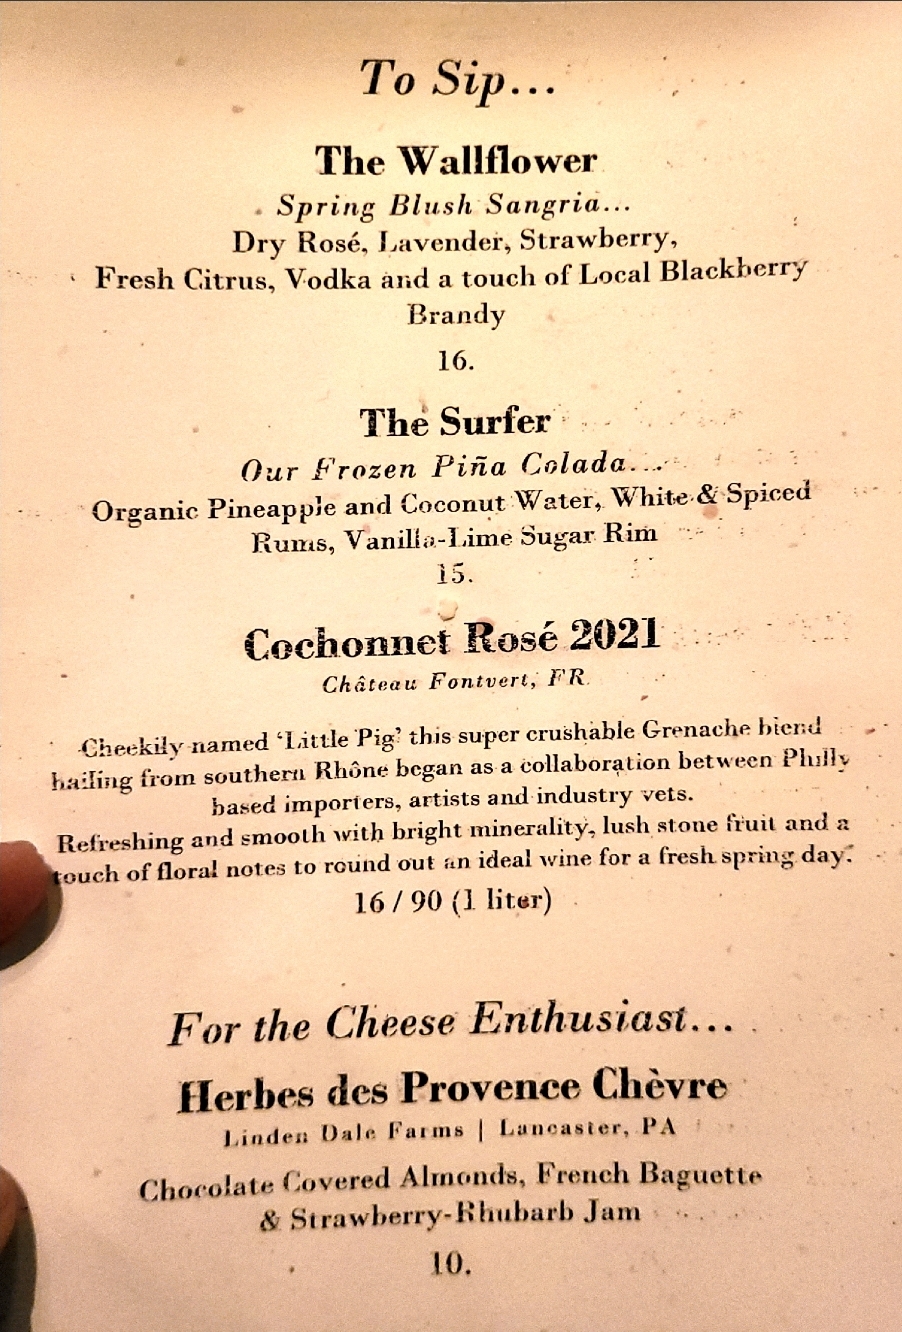 To Sip...
The Wallflower
Spring Blush Sangria...
Dry Rosé, Lavender, Strawberry,
Fresh Citrus, Vodka and a touch of Local Blackberry
Brandy
16.
The Surfer
Our Frozen Piña Colada...
Organic Pineapple and Coconut Water, White & Spiced
Rums, Vanilla-Lime Sugar Rim
15.
Cochonnet Rosé 2021
Château Fontvert, FR
Cheekily named ‘Little Pig’ this super crushable Grenache blend
hailing from southern Rhône began as a collaboration between Philly
based importers, artists and industry vets.
Refreshing and smooth with bright minerality, lush stone fruit and a
touch of floral notes to round out an ideal wine for a fresh spring day.
16 / 90 (1 liter)
For the Cheese Enthusiast...
Herbes des Provence Chèvre
Linden Dale Farms | Lancaster, PA
Chocolate Covered Almonds, French Baguette
& Strawberry-Rhubarb Jam
10.